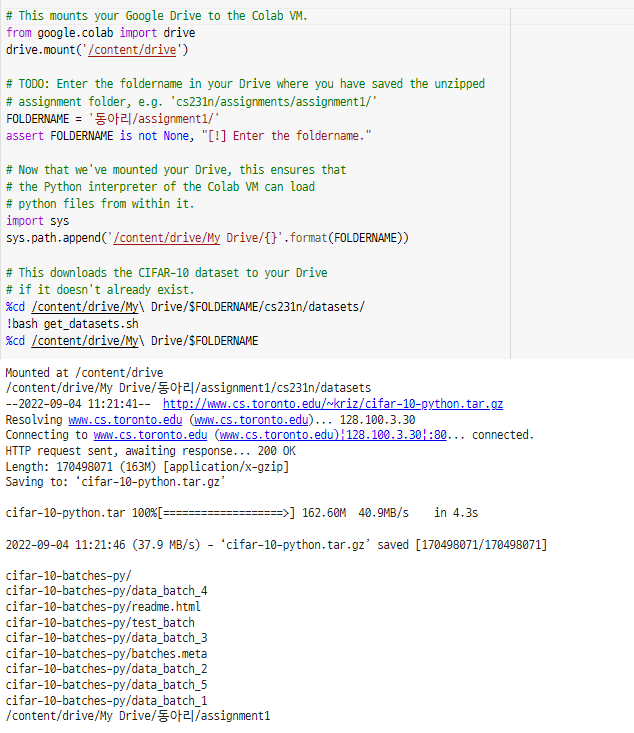 # This mounts your Google Drive to the Colab VM.
from google.colab import drive
drive.mount('/content/drive')
# TODO: Enter the foldername in your Drive where you have saved the unzipped
# assignment folder, e.g. 'cs231n/assignments/assignment1/'
FOLDERNAME = '동아리/assignment1/'
assert FOLDERNAME is not None, "[!] Enter the foldername."
# Now that we've mounted your Drive, this ensures that
# the Python interpreter of the Colab VM can load
# python files from within it.
import sys
sys.path.append('/content/drive/My Drive/{}'.format(FOLDERNAME))
# This downloads the CIFAR-10 dataset to your Drive
# if it doesn't already exist.
%cd /content/drive/My\ Drive/$FOLDERNAME/cs231n/datasets/
!bash get_datasets.sh
%cd /content/drive/My\ Drive/$FOLDERNAME
Mounted at /content/drive
/content/drive/My Drive/동아리/assignment1/cs231n/datasets
--2022-09-04 11:21:41--  http://www.cs.toronto.edu/~kriz/cifar-10-python.tar.gz
Resolving www.cs.toronto.edu (www.cs.toronto.edu)... 128.100.3.30
Connecting to www.cs.toronto.edu (www.cs.toronto.edu)|128.100.3.30|:80... connected.
HTTP request sent, awaiting response... 200 OK
Length: 170498071 (163M) [application/x-gzip]
Saving to: ‘cifar-10-python.tar.gz’
cifar-10-python.tar 100%[===================>] 162.60M  40.9MB/s    in 4.3s
2022-09-04 11:21:46 (37.9 MB/s) - ‘cifar-10-python.tar.gz’ saved [170498071/170498071]
cifar-10-batches-py/
cifar-10-batches-py/data_batch_4
cifar-10-batches-py/readme.html
cifar-10-batches-py/test_batch
cifar-10-batches-py/data_batch_3
cifar-10-batches-py/batches.meta
cifar-10-batches-py/data_batch_2
cifar-10-batches-py/data_batch_5
cifar-10-batches-py/data_batch_1
/content/drive/My Drive/동아리/assignment1